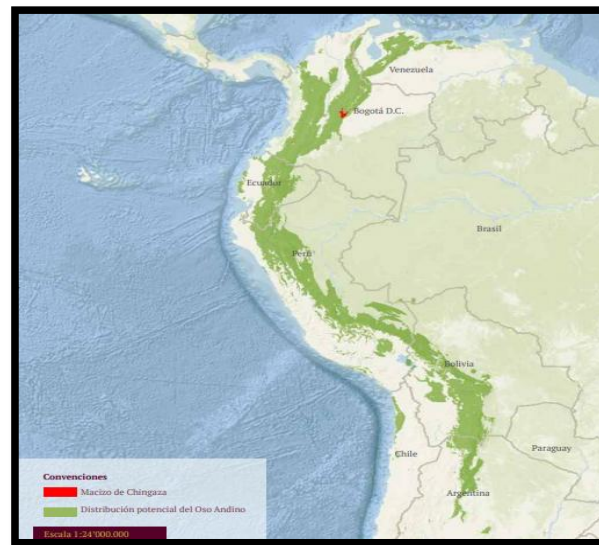 Venezuela
Bogotá D.C.
Ecuador
Brasil
Perú
Bolivia
Paraguay
Chile
Argentina
Convenciones
Macizo de Chingaza
Distribución potencial del Oso Andino
Escala 1:24'000.000